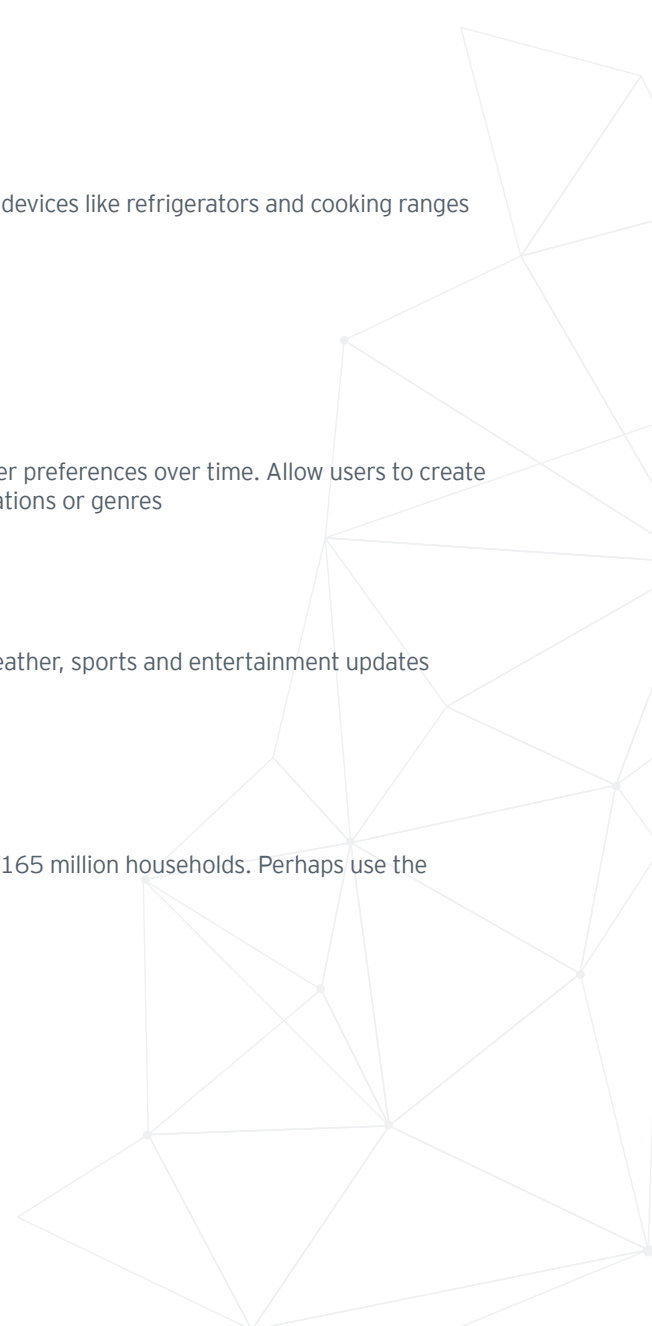 devices like refrigerators and cooking ranges
er preferences over time. Allow users to create
ations or genres
eather, sports and entertainment updates
165 million households. Perhaps use the